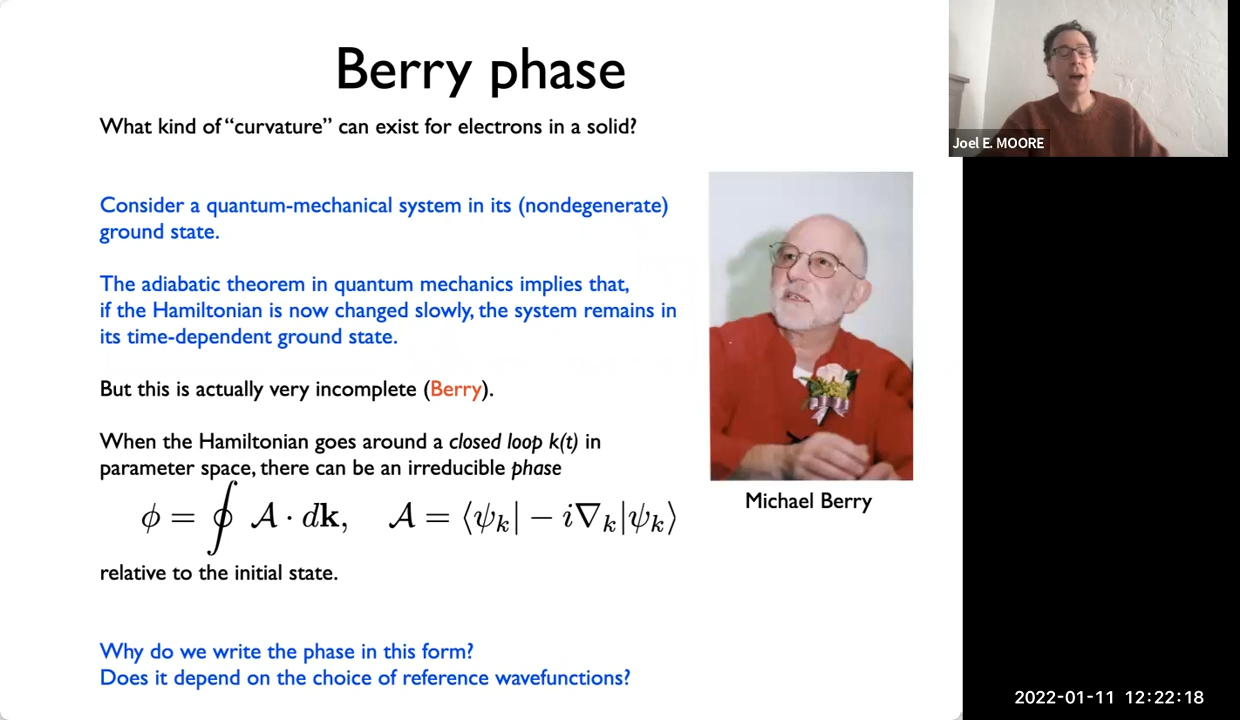 Berry phase
What kind of “curvature” can exist for electrons in a solid?
Consider a quantum-mechanical system in its (nondegenerate)
ground state.
The adiabatic theorem in quantum mechanics implies that,
if the Hamiltonian is now changed slowly, the system remains in
its time-dependent ground state.
But this is actually very incomplete (Berry).
When the Hamiltonian goes around a closed loop k(t) in
parameter space, there can be an irreducible phase
ϕ = ∮ 𝒜 · d𝐤, 𝒜 = ⟨ψₖ| − i∇ₖ|ψₖ⟩
relative to the initial state.
Why do we write the phase in this form?
Does it depend on the choice of reference wavefunctions?
Michael Berry
Joel E. MOORE
2022-01-11 12:22:18